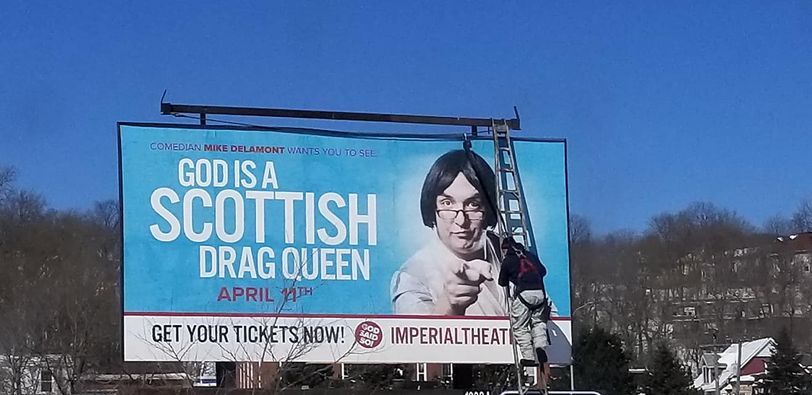 COMEDIAN MIKE DELAMONT WANTS YOU TO SEE
GOD IS A
SCOTTISH
DRAG QUEEN
APRIL 11TH
GET YOUR TICKETS NOW!
GOD
SAID
SO!
IMPERIALTHEAT